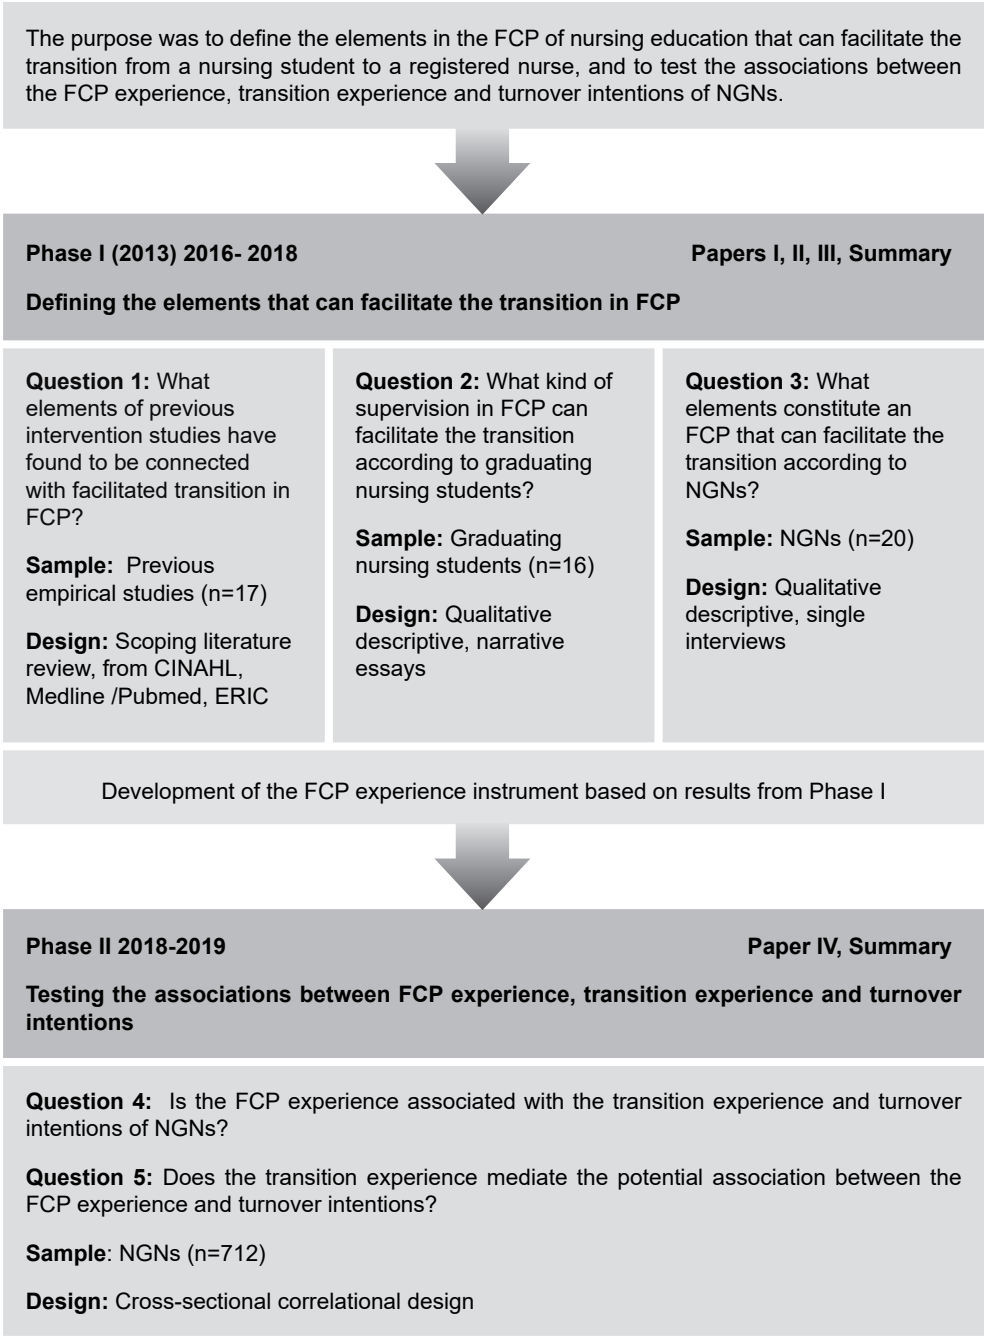 The purpose was to define the elements in the FCP of nursing education that can facilitate the
transition from a nursing student to a registered nurse, and to test the associations between
the FCP experience, transition experience and turnover intentions of NGNs.
Phase I (2013) 2016- 2018
Papers I, II, III, Summary
Defining the elements that can facilitate the transition in FCP
Question 1: What
elements of previous
intervention studies have
found to be connected
with facilitated transition in
FCP?
Sample: Previous
empirical studies (n=17)
Design: Scoping literature
review, from CINAHL,
Medline /Pubmed, ERIC
Question 2: What kind of
supervision in FCP can
facilitate the transition
according to graduating
nursing students?
Sample: Graduating
nursing students (n=16)
Design: Qualitative
descriptive, narrative
essays
Question 3: What
elements constitute an
FCP that can facilitate the
transition according to
NGNs?
Sample: NGNs (n=20)
Design: Qualitative
descriptive, single
interviews
Development of the FCP experience instrument based on results from Phase I
Phase II 2018-2019
Paper IV, Summary
Testing the associations between FCP experience, transition experience and turnover
intentions
Question 4: Is the FCP experience associated with the transition experience and turnover
intentions of NGNs?
Question 5: Does the transition experience mediate the potential association between the
FCP experience and turnover intentions?
Sample: NGNs (n=712)
Design: Cross-sectional correlational design